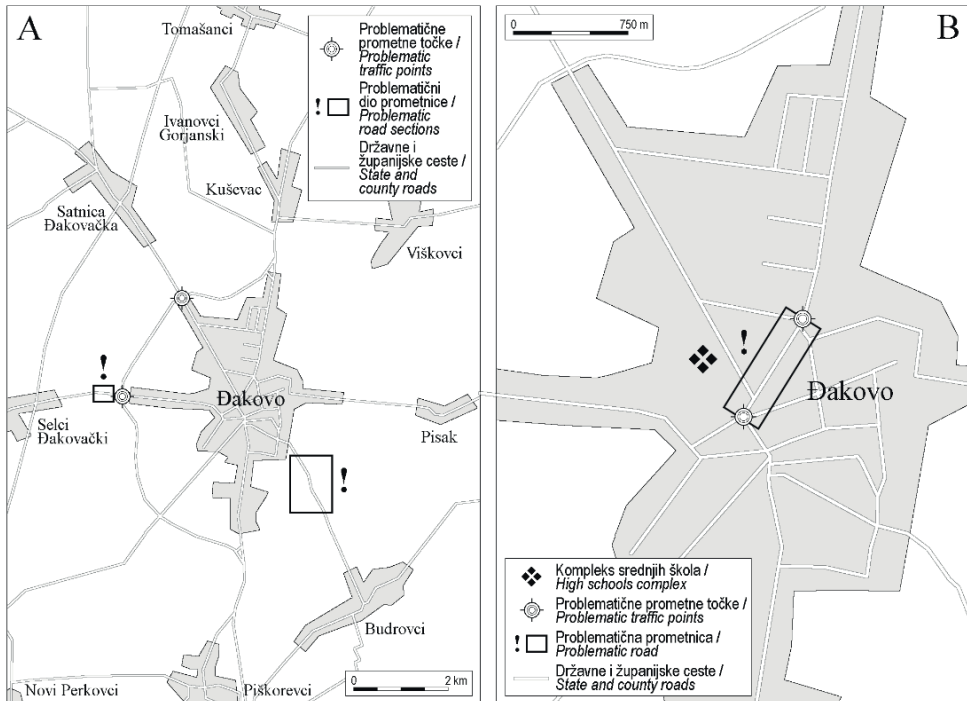 A
Tomašanci
Ivanovci
Gorjanski
Kuševac
Satnica
Đakovačka
Viškovci
!
Đakovo
Selci
Đakovački
Pisak
!
Budrovci
Novi Perkovci
Piškorevci
0 2 km
Problematične
prometne točke /
Problematic
traffic points
!
Problematični
dio prometnice /
Problematic
road sections
Državne i
županijske ceste /
State and
county roads
B
0 750 m
!
Đakovo
Kompleks srednjih škola /
High schools complex
Problematične prometne točke /
Problematic traffic points
!
Problematična prometnica /
Problematic road
Državne i županijske ceste /
State and county roads